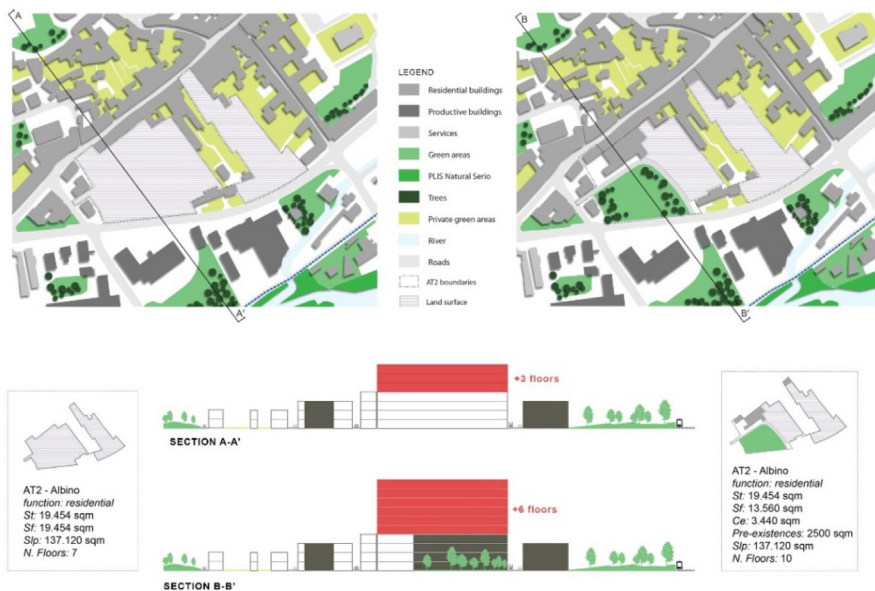 A
B
LEGEND
Residential buildings
Productive buildings
Services
Green areas
PLIS Natural Serio
Trees
Private green areas
River
Roads
AT2 boundaries
Land surface
A'
B'
+3 floors
SECTION A-A'
AT2 - Albino
function: residential
St: 19.454 sqm
Sf: 19.454 sqm
Slp: 137.120 sqm
N. Floors: 7
+6 floors
SECTION B-B'
AT2 - Albino
function: residential
St: 19.454 sqm
Sf: 13.560 sqm
Ce: 3.440 sqm
Pre-existences: 2500 sqm
Slp: 137.120 sqm
N. Floors: 10